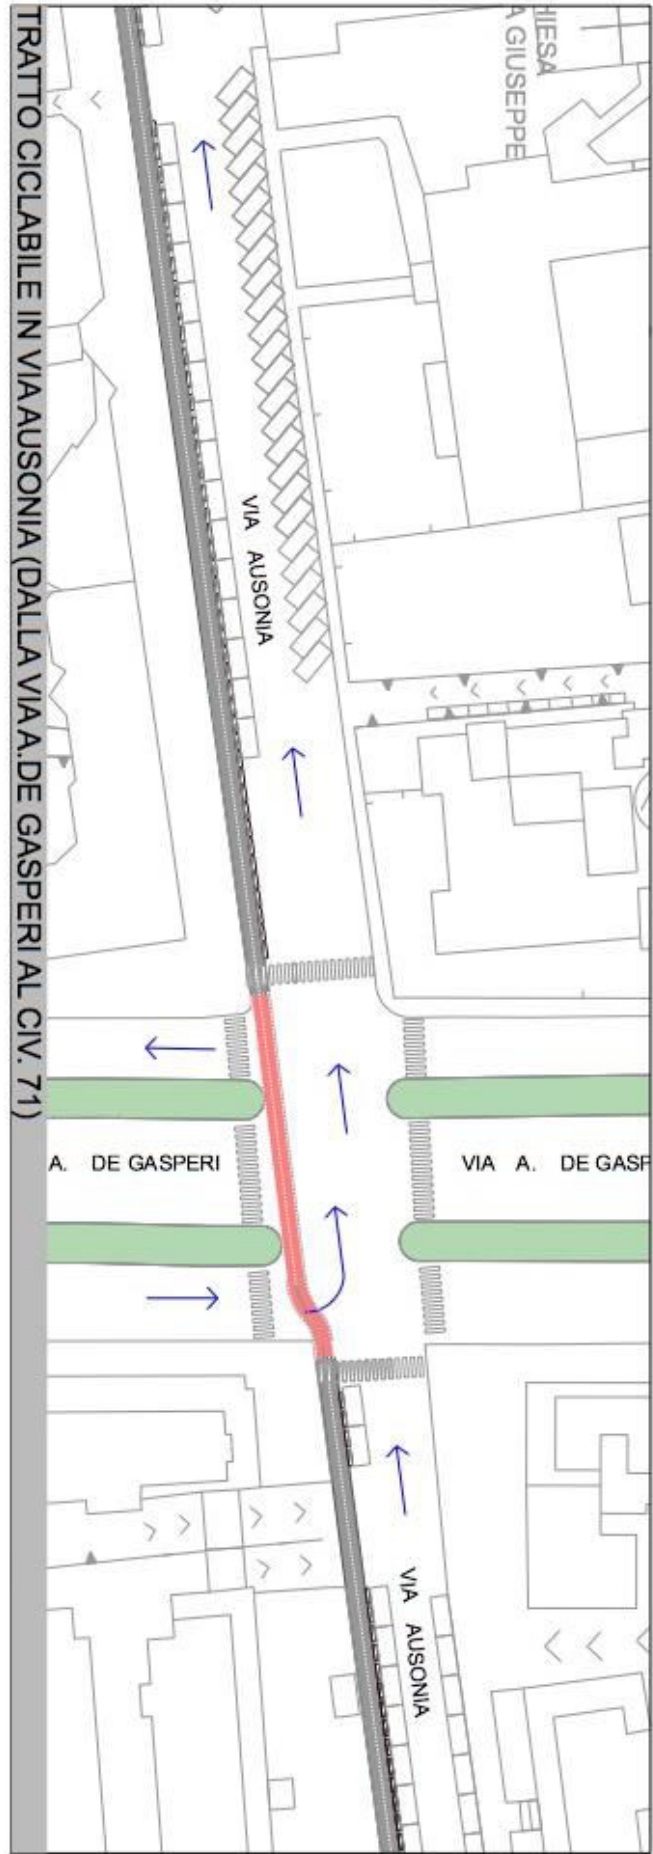 HIESA
A GIUSEPPE
VIA AUSONIA
A. DE GASPERI
VIA A. DE GASP
VIA AUSONIA
TRATTO CICLABILE IN VIA AUSONIA (DALLA VIA A.DE GASPERI AL CIV. 71)